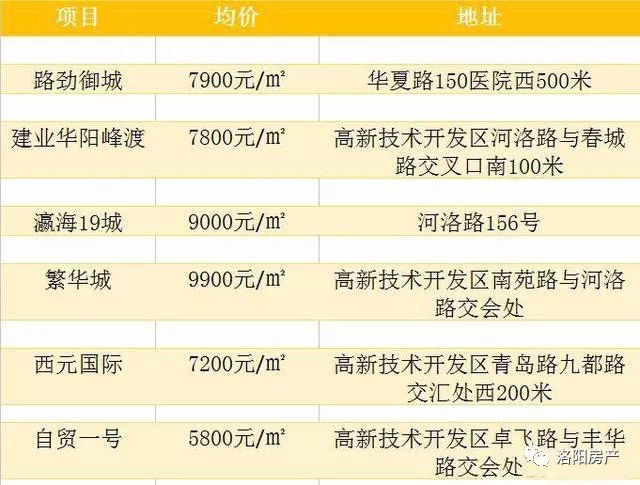 项目 均价 地址
路劲御城 7900元/㎡ 华夏路150医院西500米
建业华阳峰渡 7800元/㎡ 高新技术开发区河洛路与春城
路交叉口南100米
瀛海19城 9000元/㎡ 河洛路156号
繁华城 9900元/㎡ 高新技术开发区南苑路与河洛
路交会处
西元国际 7200元/㎡ 高新技术开发区青岛路九都路
交汇处西200米
自贸一号 5800元/㎡ 高新技术开发区卓飞路与丰华
路交会处
洛阳房产